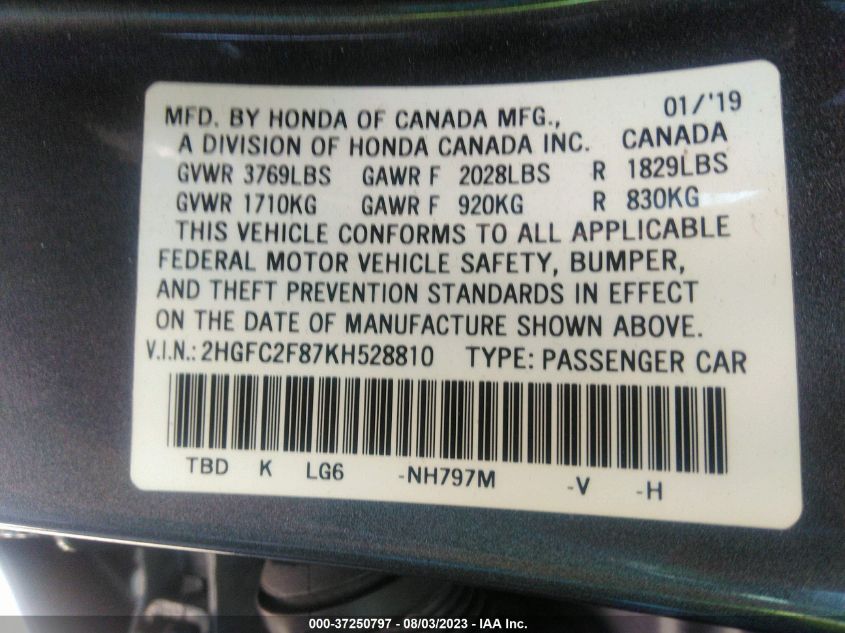 01/'19
MFD. BY HONDA OF CANADA MFG.,
A DIVISION OF HONDA CANADA INC. CANADA
GVWR 3769LBS GAWR F 2028LBS R 1829LBS
GVWR 1710KG GAWR F 920KG R 830KG
THIS VEHICLE CONFORMS TO ALL APPLICABLE
FEDERAL MOTOR VEHICLE SAFETY, BUMPER,
AND THEFT PREVENTION STANDARDS IN EFFECT
ON THE DATE OF MANUFACTURE SHOWN ABOVE.
V.I.N.: 2HGFC2F87KH528810 TYPE: PASSENGER CAR
TBD K LG6 -NH797M -V -H
000-37250797 - 08/03/2023 - IAA Inc.